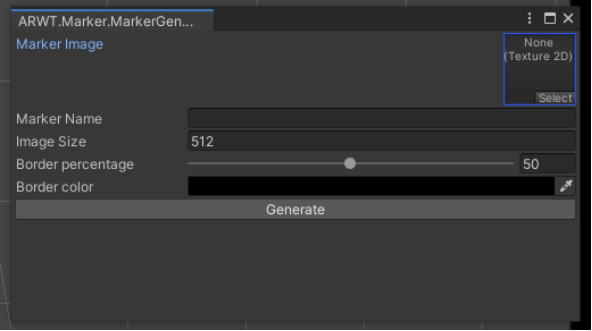 ARWT.Marker.MarkerGen...
Marker Image
None
(Texture 2D)
Select
Marker Name
Image Size 512
Border percentage 50
Border color
Generate